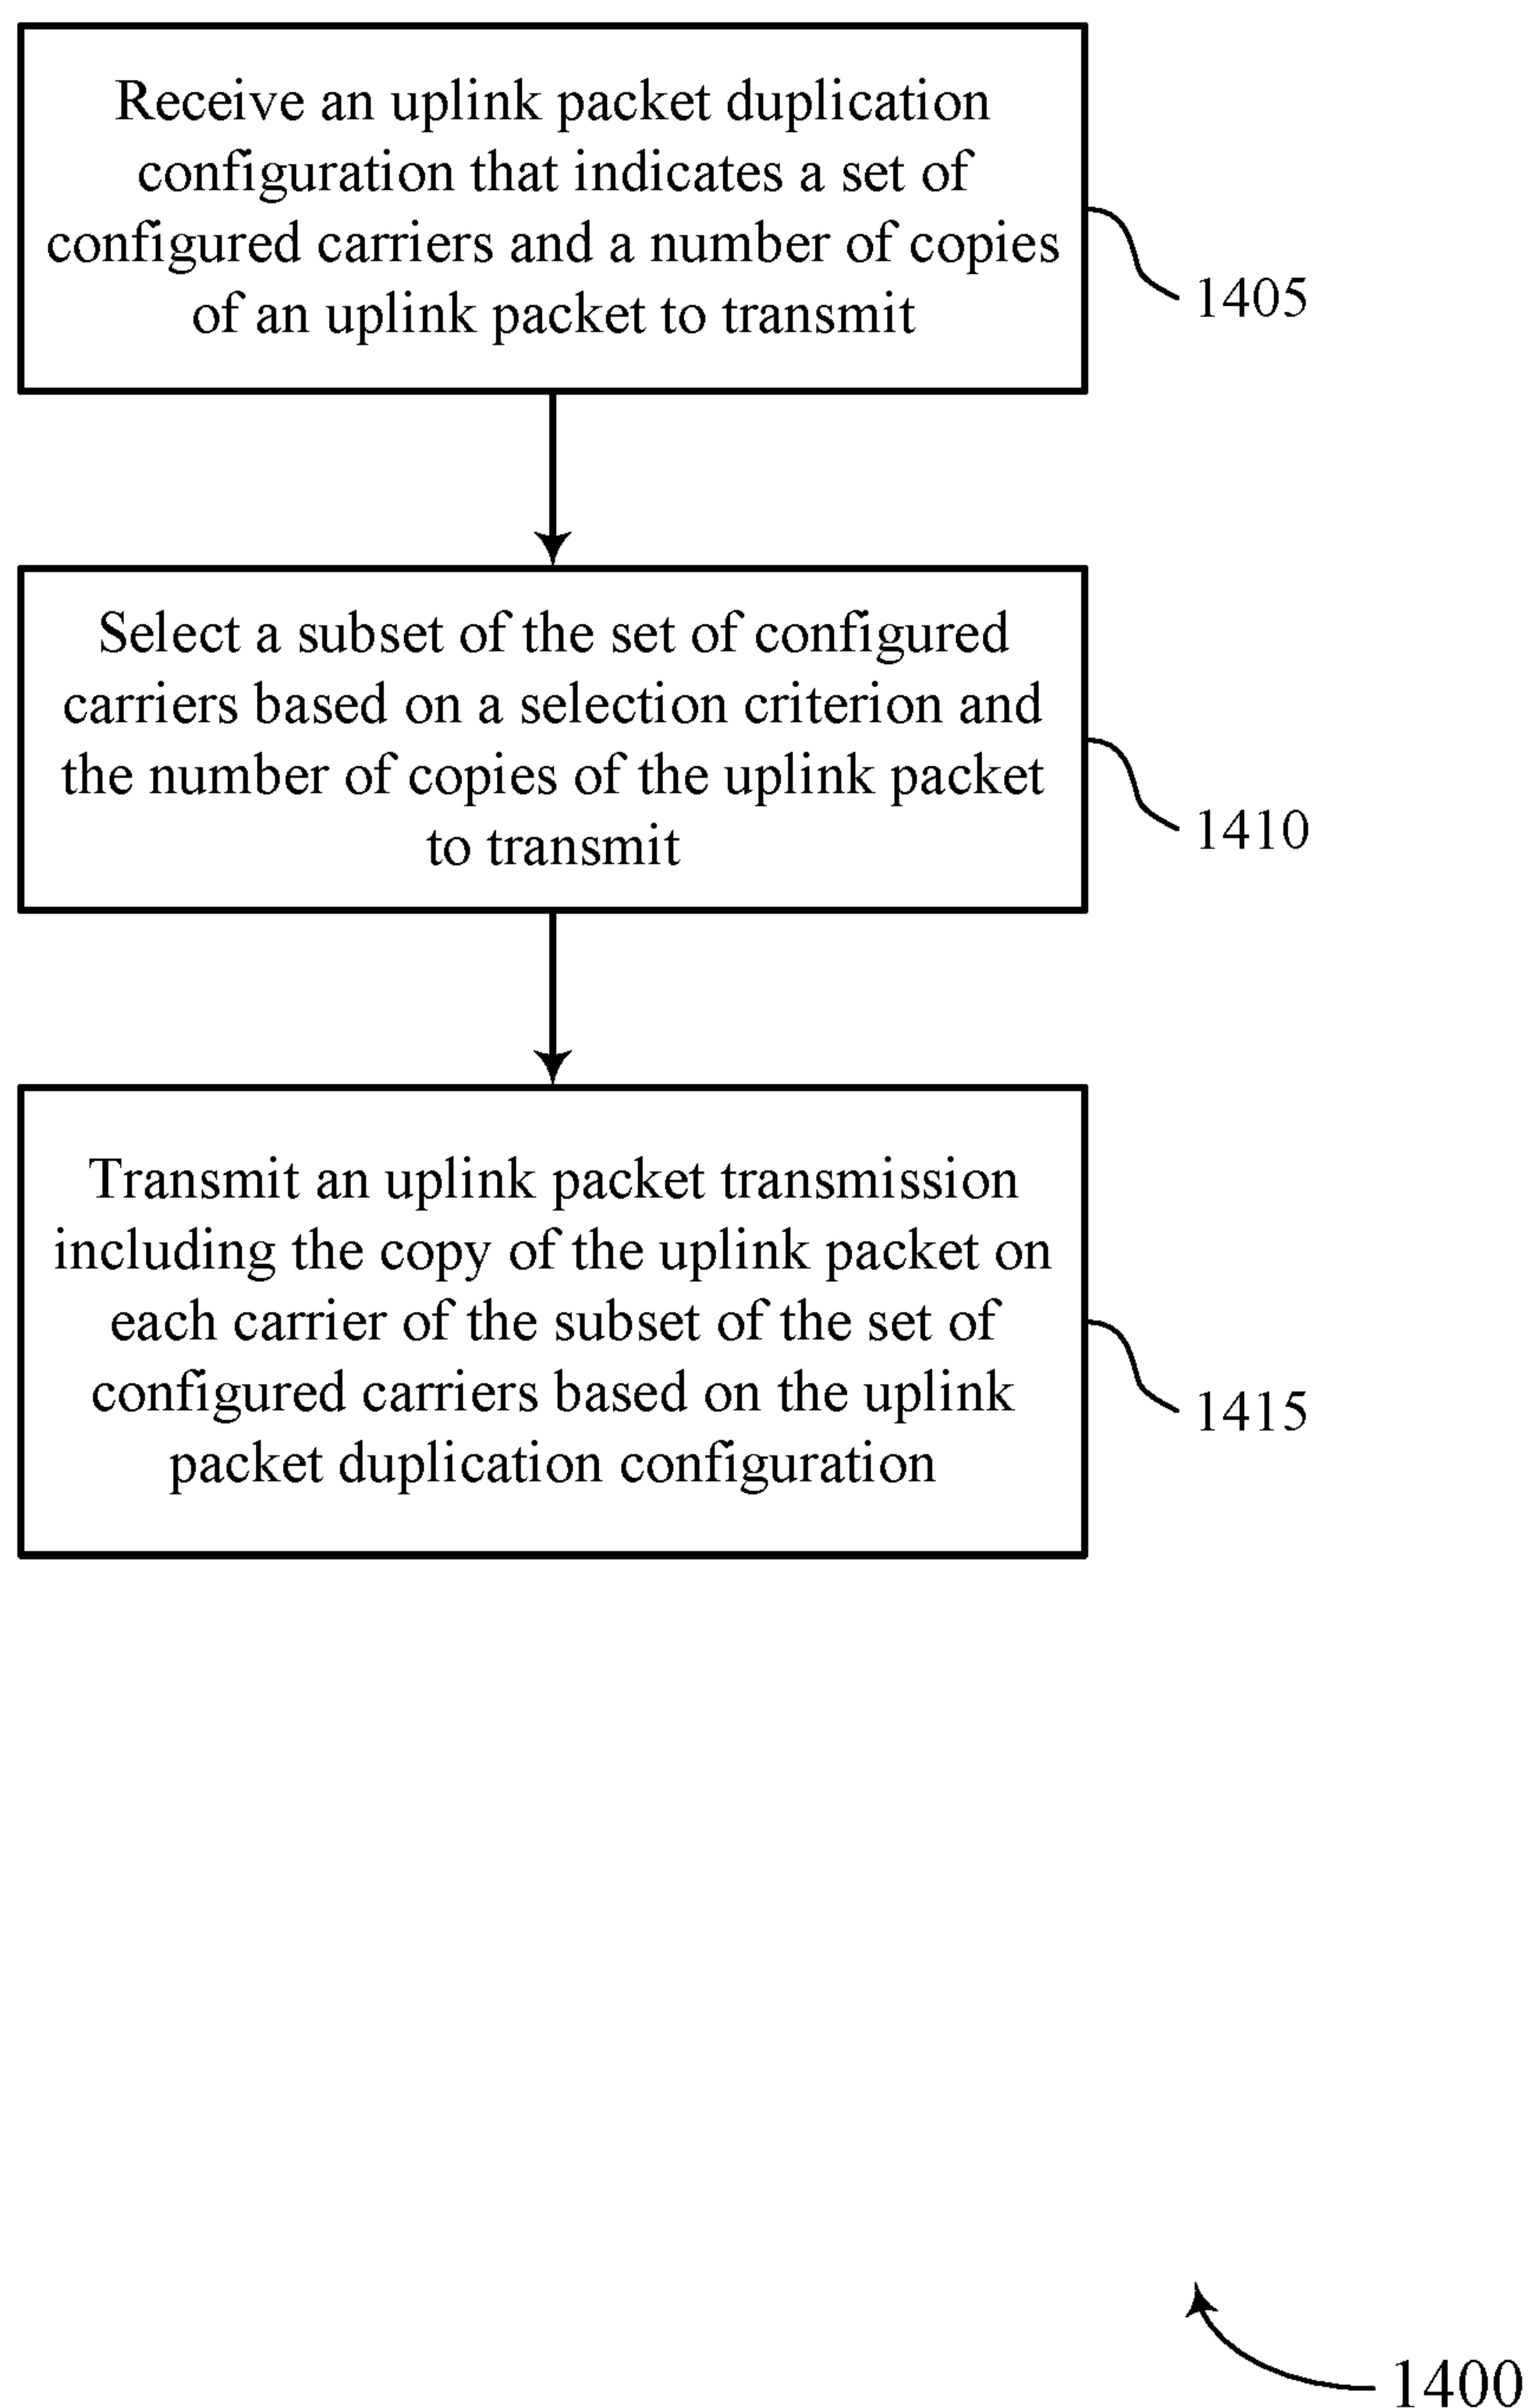 Receive an uplink packet duplication
configuration that indicates a set of
configured carriers and a number of copies
of an uplink packet to transmit
1405
Select a subset of the set of configured
carriers based on a selection criterion and
the number of copies of the uplink packet
to transmit
1410
Transmit an uplink packet transmission
including the copy of the uplink packet on
each carrier of the subset of the set of
configured carriers based on the uplink
packet duplication configuration
1415
1400